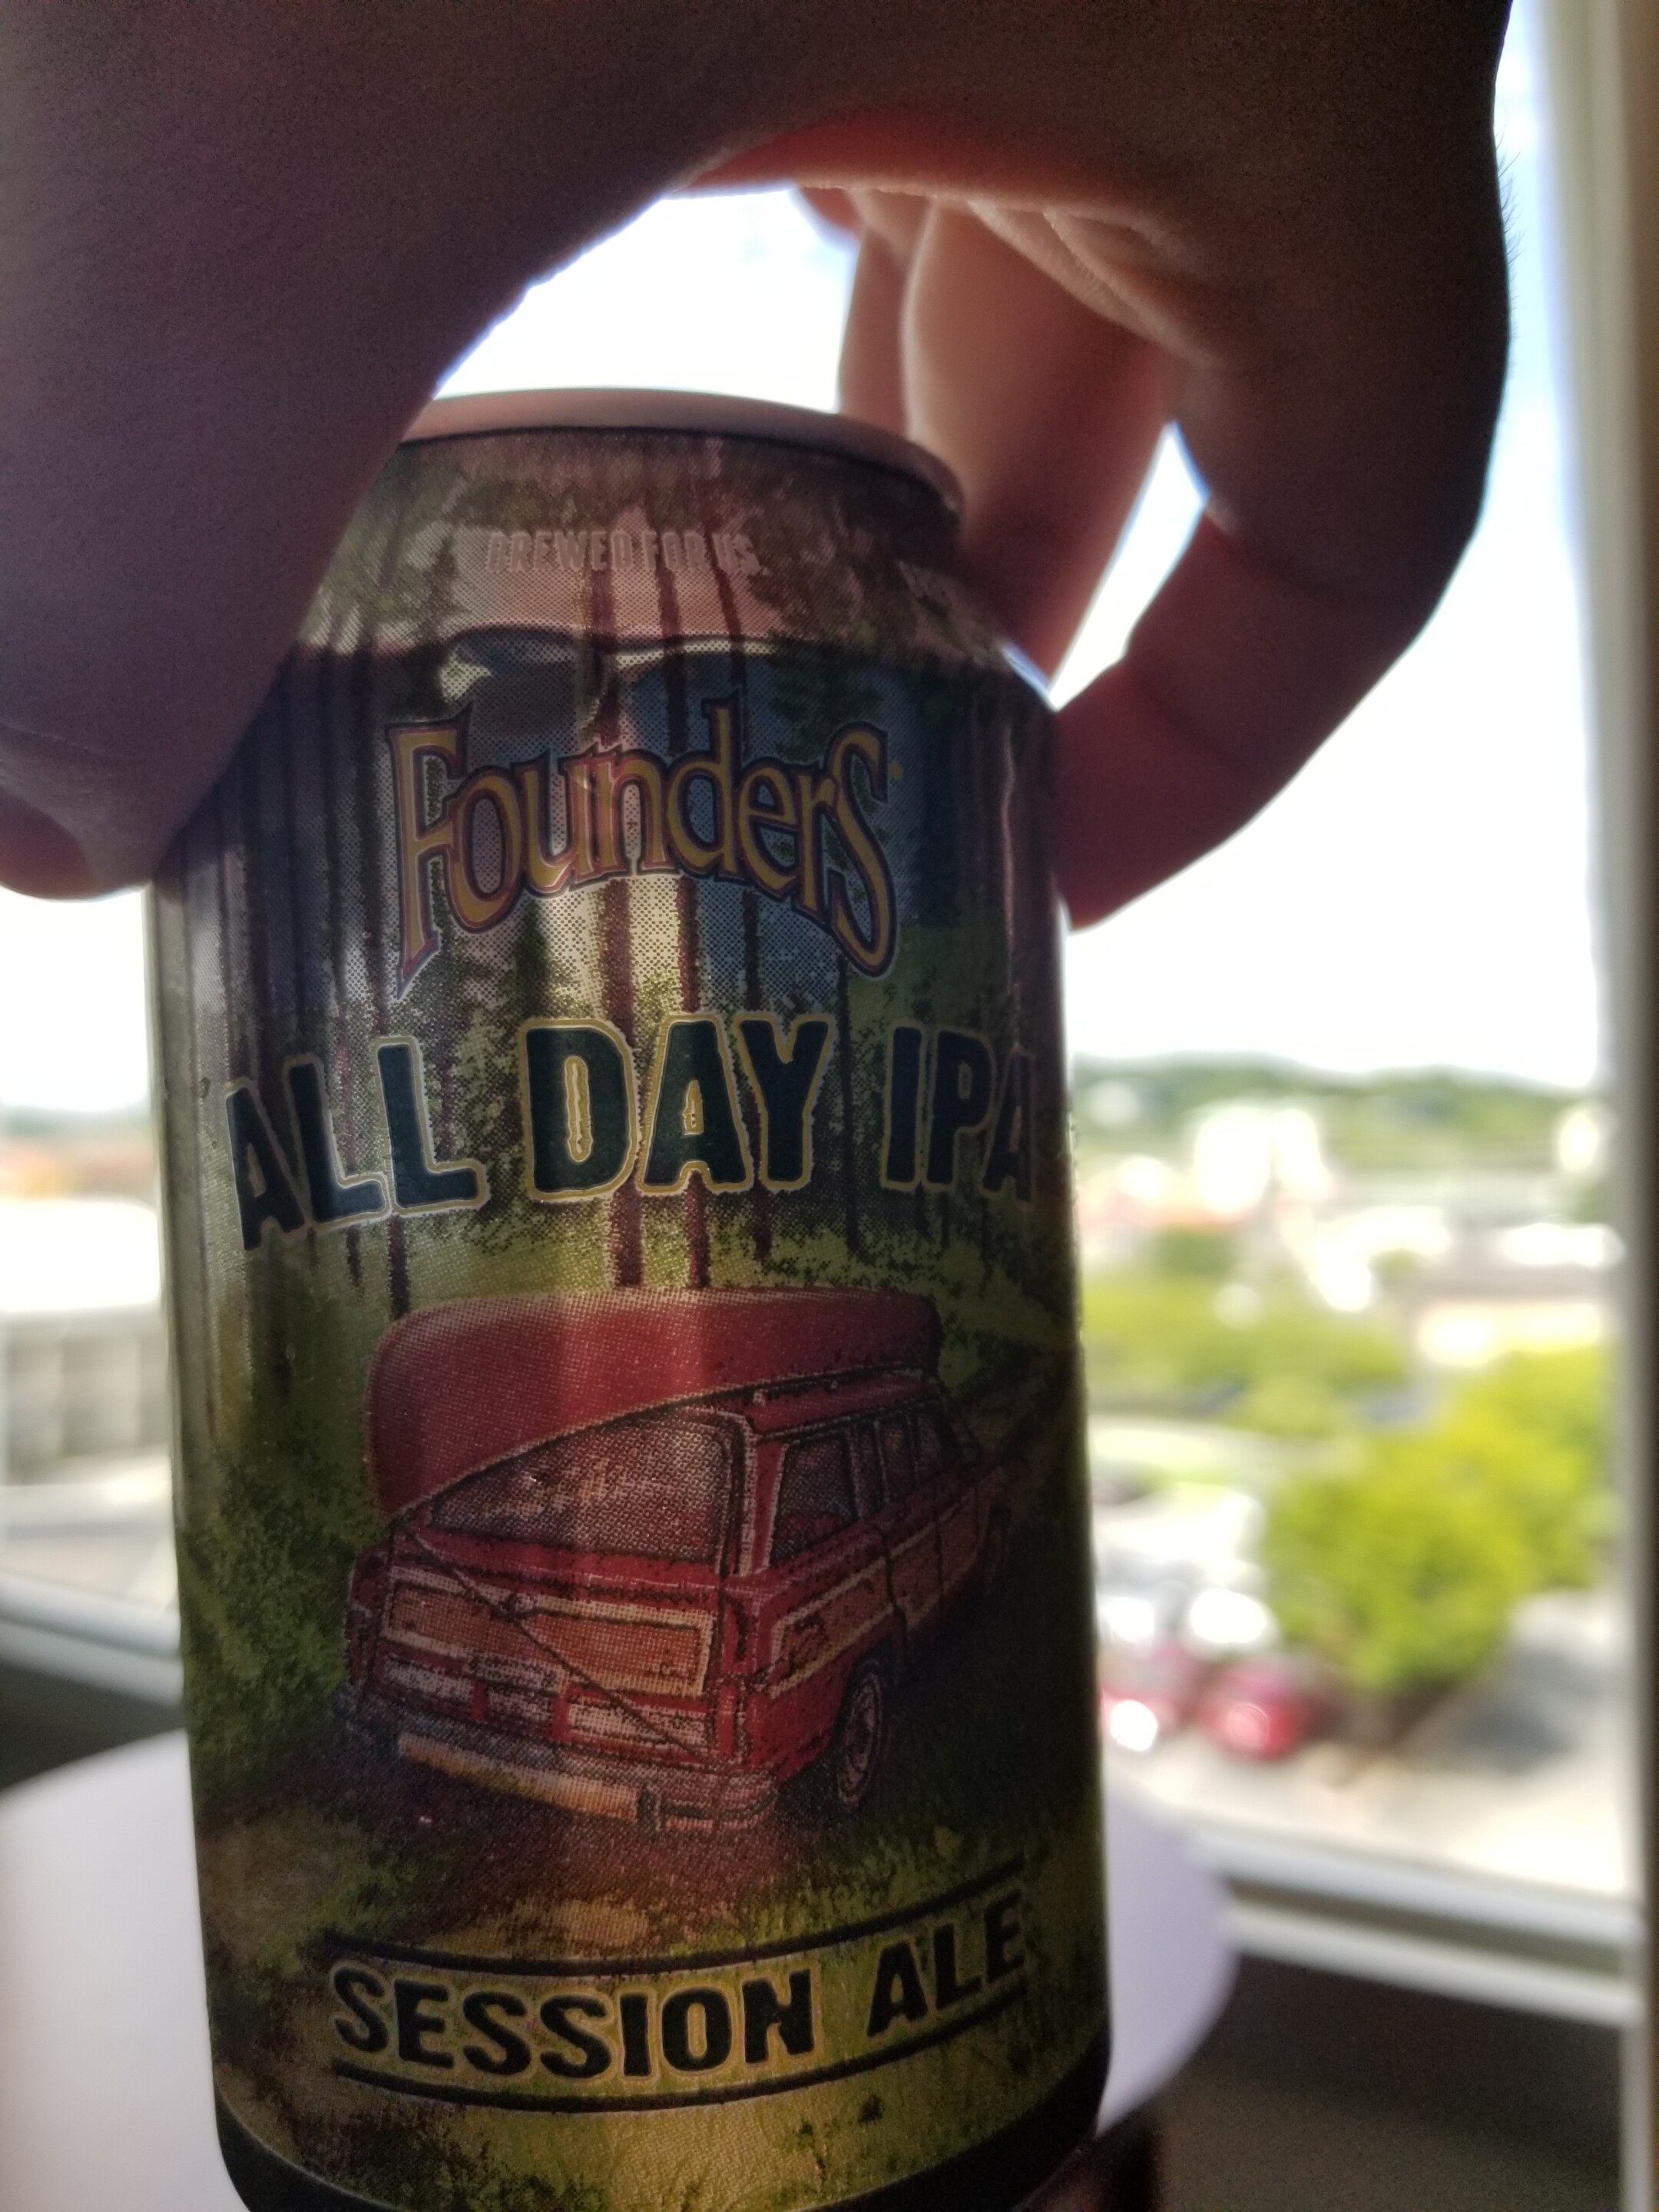 BREWED FOR US
Founders
ALL DAY IPA
SESSION ALE